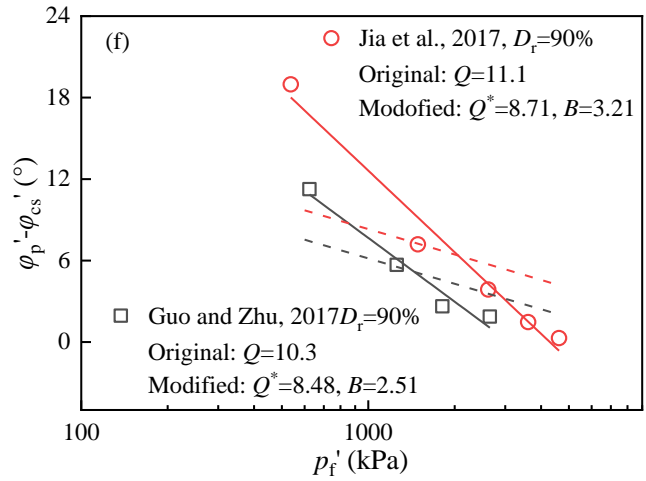 (f)
Jia et al., 2017, Dr=90%
Original: Q=11.1
Modofied: Q*=8.71, B=3.21
Guo and Zhu, 2017Dr=90%
Original: Q=10.3
Modified: Q*=8.48, B=2.51
24
18
12
6
0
φp'-φcs' (°)
100
1000
pf' (kPa)